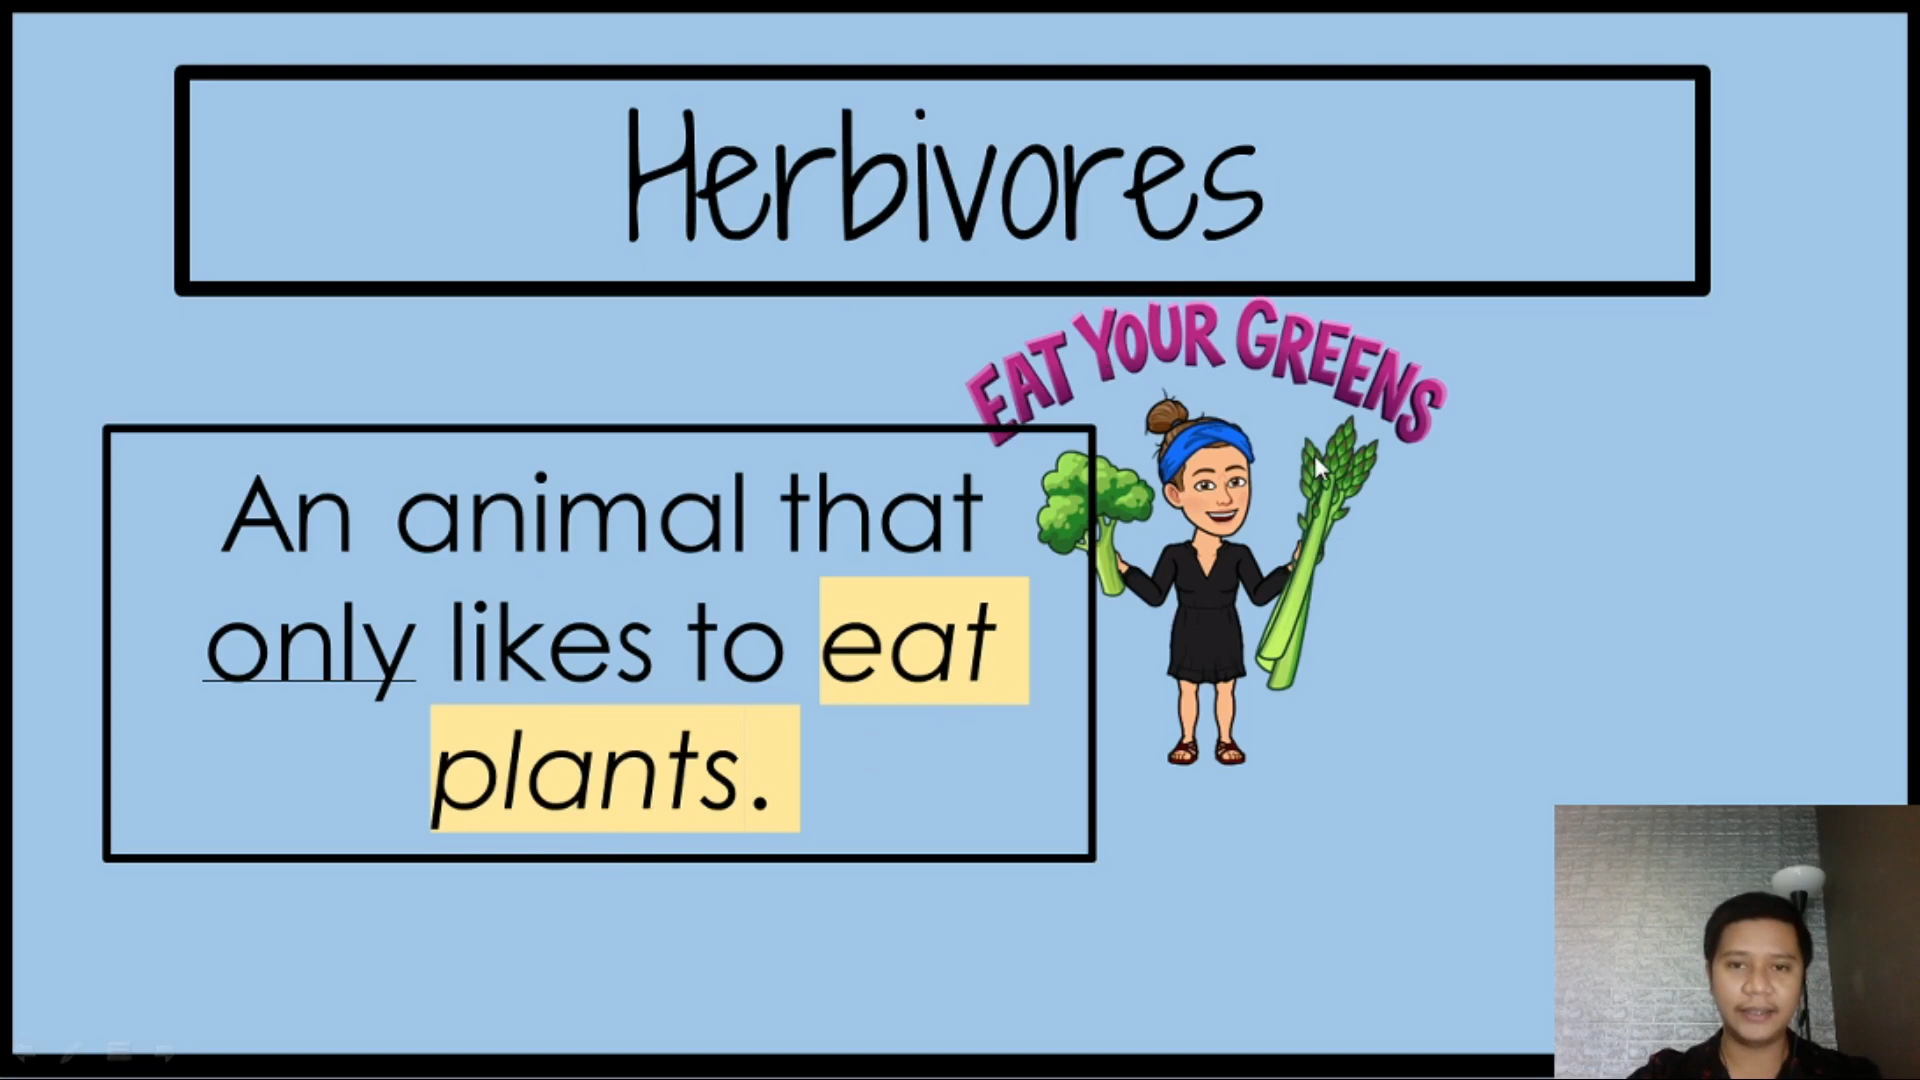 Herbivores
EAT YOUR GREENS
An animal that
only likes to eat
plants.